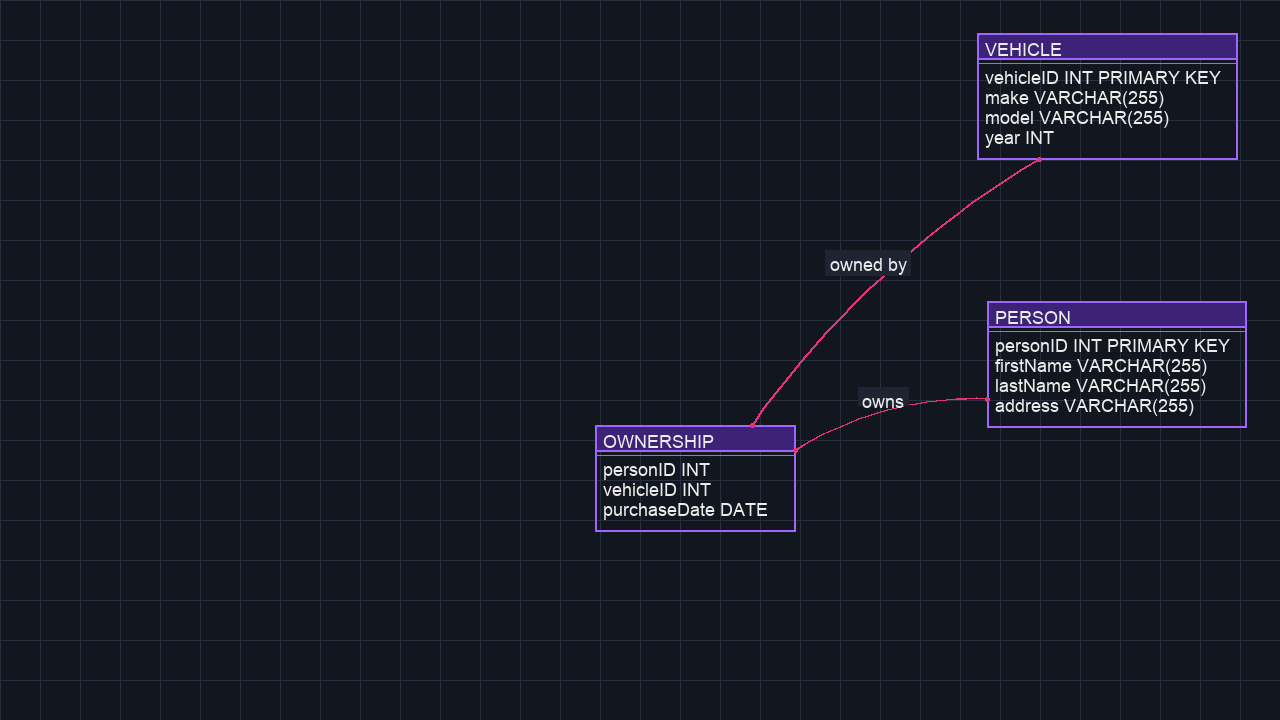 VEHICLE
vehicleID INT PRIMARY KEY
make VARCHAR(255)
model VARCHAR(255)
year INT
owned by
PERSON
personID INT PRIMARY KEY
firstName VARCHAR(255)
lastName VARCHAR(255)
address VARCHAR(255)
owns
OWNERSHIP
personID INT
vehicleID INT
purchaseDate DATE